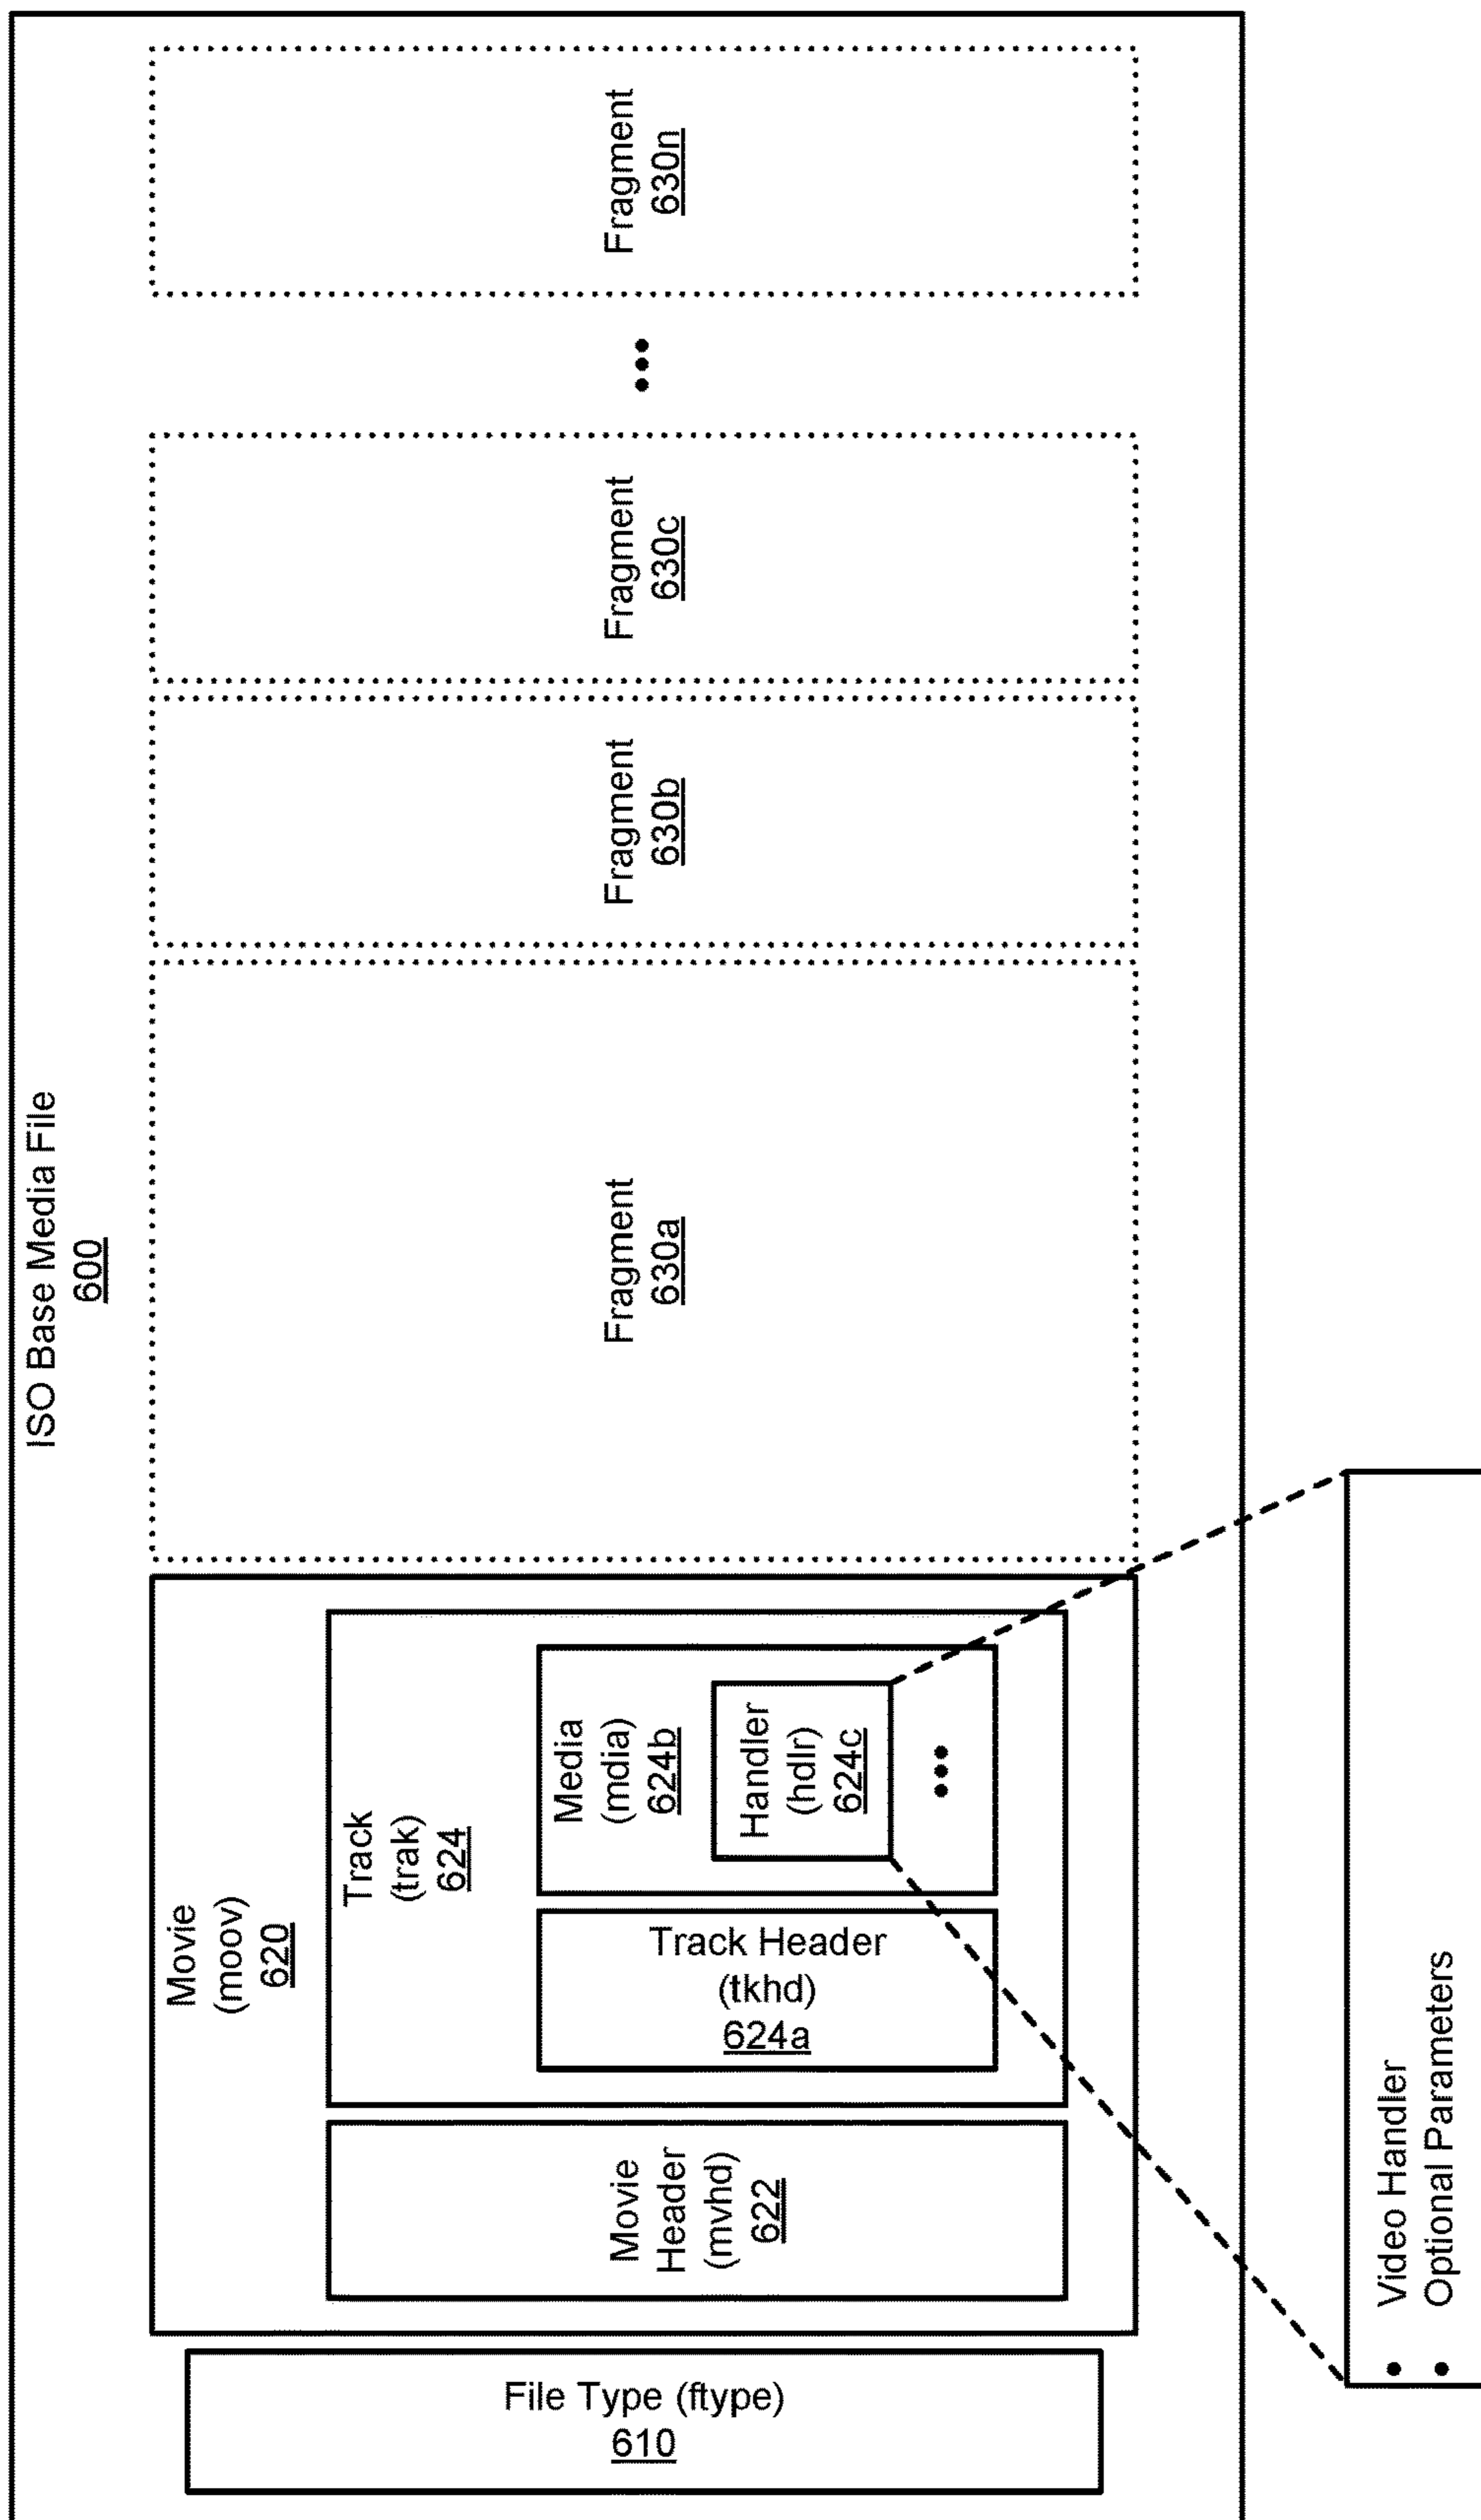 ISO Base Media File
600
File Type (ftype)
610
Movie
(moov)
620
Movie
Header
(mvhd)
622
Track
(trak)
624
Track Header
(tkhd)
624a
Media
(mdia)
624b
Handler
(hdlr)
624c
•••
Fragment
630a
Fragment
630b
Fragment
630c
•••
Fragment
630n
• Video Handler
• Optional Parameters